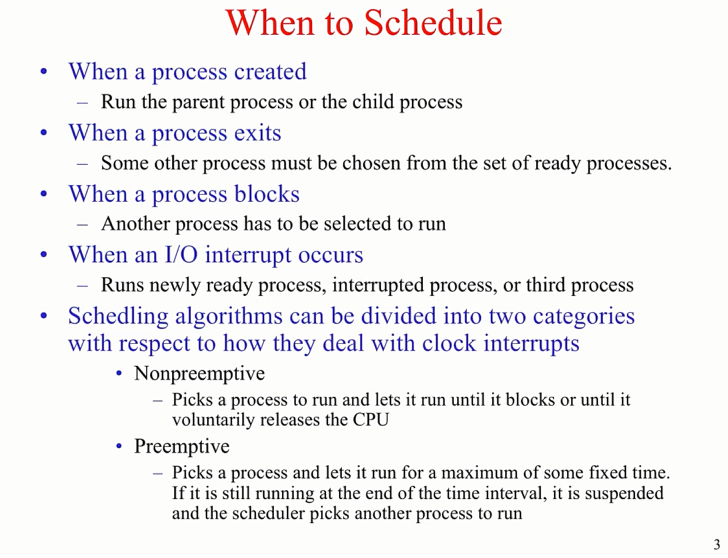 When to Schedule
• When a process created
– Run the parent process or the child process
• When a process exits
– Some other process must be chosen from the set of ready processes.
• When a process blocks
– Another process has to be selected to run
• When an I/O interrupt occurs
– Runs newly ready process, interrupted process, or third process
• Schedling algorithms can be divided into two categories
with respect to how they deal with clock interrupts
• Nonpreemptive
– Picks a process to run and lets it run until it blocks or until it
voluntarily releases the CPU
• Preemptive
– Picks a process and lets it run for a maximum of some fixed time.
If it is still running at the end of the time interval, it is suspended
and the scheduler picks another process to run
3